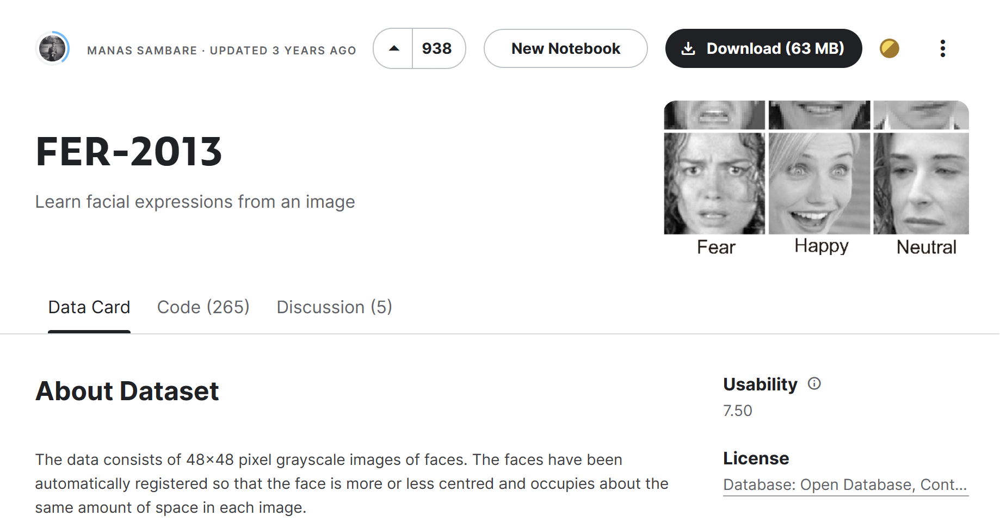 MANAS SAMBARE · UPDATED 3 YEARS AGO
938
New Notebook
Download (63 MB)
FER-2013
Learn facial expressions from an image
Fear
Happy
Neutral
Data Card
Code (265)
Discussion (5)
About Dataset
The data consists of 48x48 pixel grayscale images of faces. The faces have been
automatically registered so that the face is more or less centred and occupies about the
same amount of space in each image.
Usability
7.50
License
Database: Open Database, Cont...